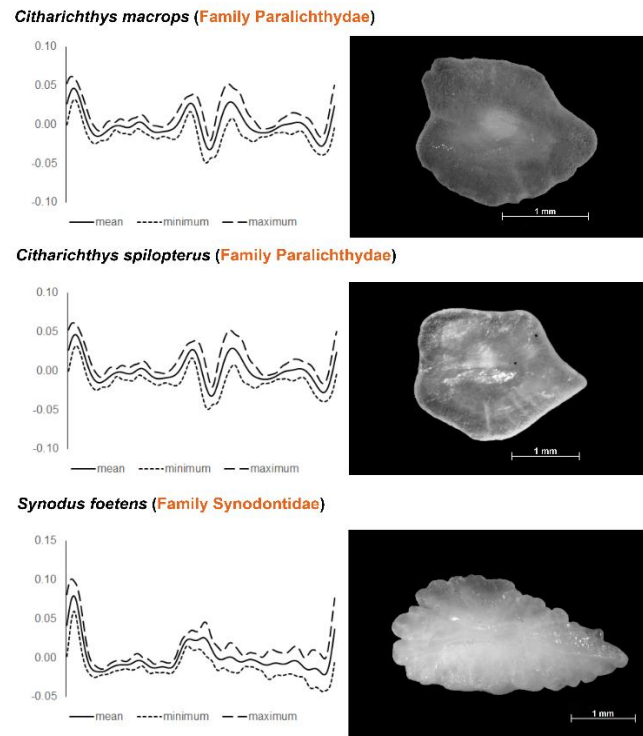 Citharichthys macrops (Family Paralichthydae)
0.10
0.05
0.00
-0.05
-0.10
mean minimum maximum
1 mm
Citharichthys spilopterus (Family Paralichthydae)
0.10
0.05
0.00
-0.05
-0.10
mean minimum maximum
1 mm
Synodus foetens (Family Synodontidae)
0.15
0.10
0.05
0.00
-0.05
mean minimum maximum
1 mm